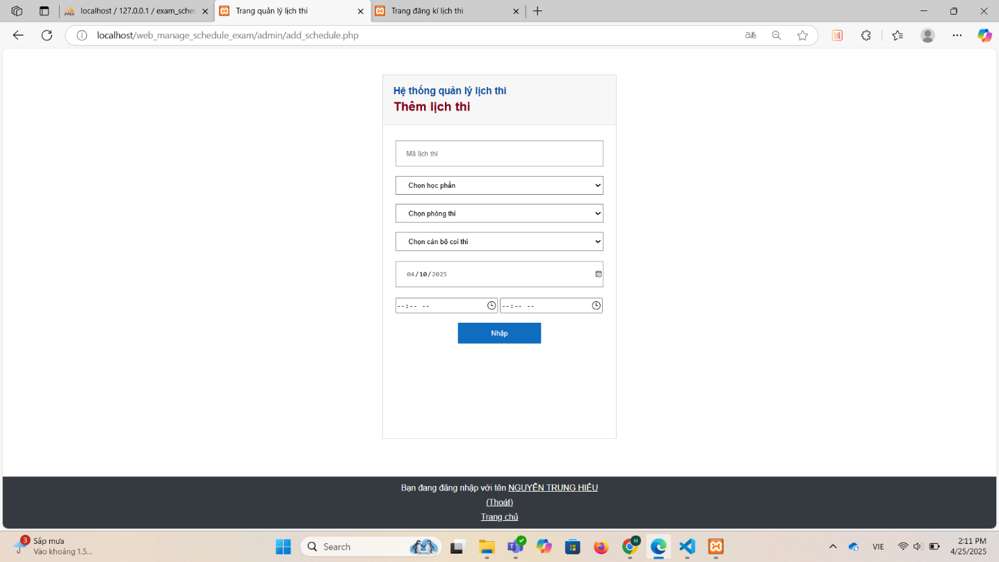 localhost / 127.0.0.1 / exam_sched
Trang quản lý lịch thi
Trang đăng kí lịch thi
localhost/web_manage_schedule_exam/admin/add_schedule.php
Hệ thống quản lý lịch thi
Thêm lịch thi
Mã lịch thi
Chọn học phần
Chọn phòng thi
Chọn cán bộ coi thi
04/10/2025
--:-- --
--:-- --
Nhập
Bạn đang đăng nhập với tên NGUYỄN TRUNG HIẾU
(Thoát)
Trang chủ
3
Sắp mưa
Vào khoảng 1.5...
Search
H
VIE
2:11 PM
4/25/2025